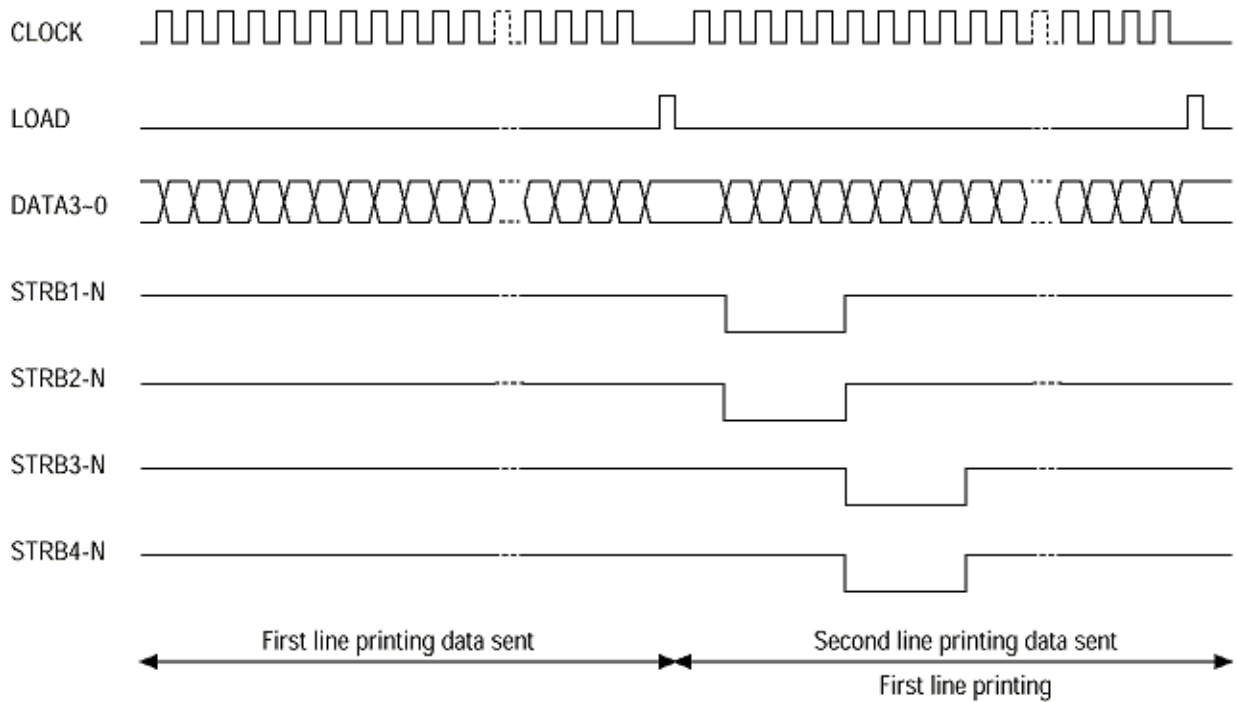 CLOCK
LOAD
DATA3~0
STRB1-N
STRB2-N
STRB3-N
STRB4-N
First line printing data sent
Second line printing data sent
First line printing